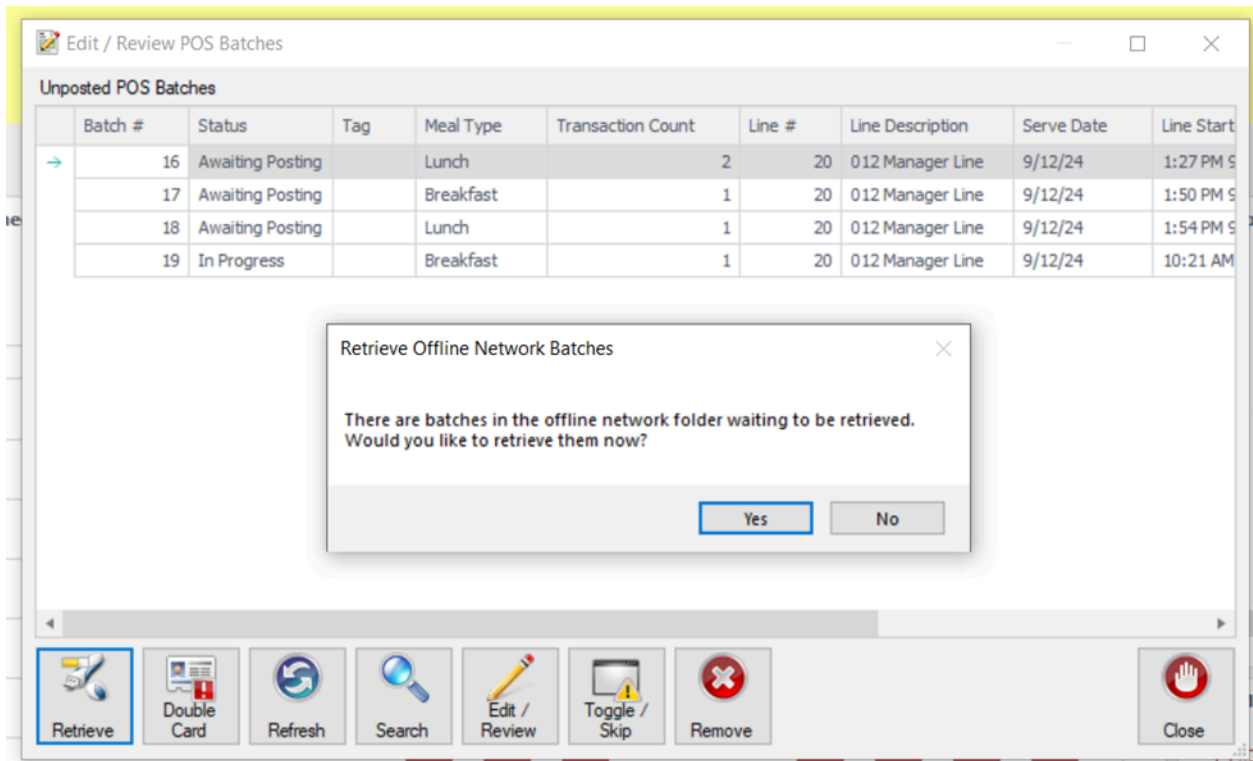 Edit / Review POS Batches
Unposted POS Batches
Batch # Status Tag Meal Type Transaction Count Line # Line Description Serve Date Line Start
16 Awaiting Posting Lunch 2 20 012 Manager Line 9/12/24 1:27 PM 9
17 Awaiting Posting Breakfast 1 20 012 Manager Line 9/12/24 1:50 PM 9
18 Awaiting Posting Lunch 1 20 012 Manager Line 9/12/24 1:54 PM 9
19 In Progress Breakfast 1 20 012 Manager Line 9/12/24 10:21 AM
Retrieve Offline Network Batches
There are batches in the offline network folder waiting to be retrieved.
Would you like to retrieve them now?
Yes No
Retrieve
Double
Card
Refresh
Search
Edit /
Review
Toggle /
Skip
Remove
Close